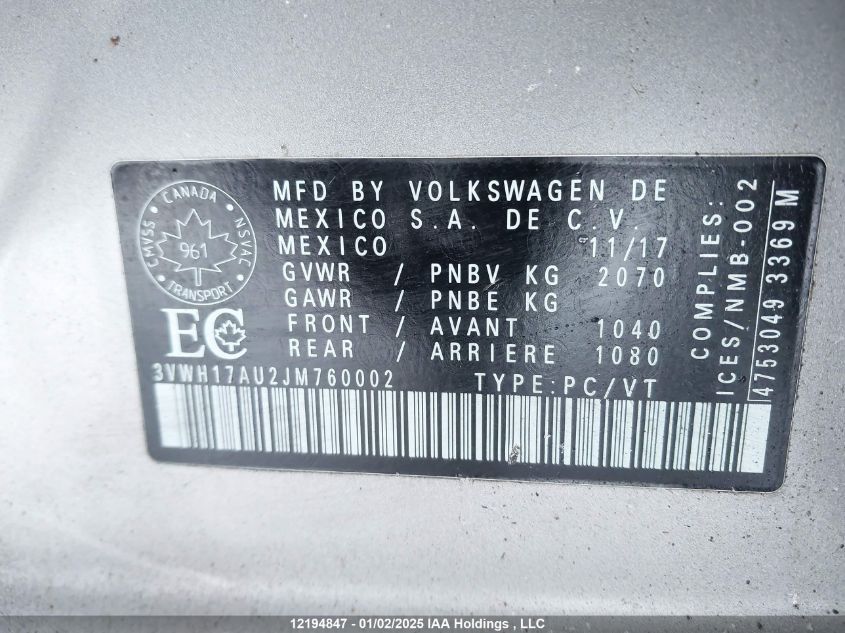 CANADA
CMVSS
NSVAC
961
TRANSPORT
EC
MFD BY VOLKSWAGEN DE
MEXICO S.A. DE C.V.
MEXICO 11/17
GVWR / PNBV KG 2070
GAWR / PNBE KG
FRONT / AVANT 1040
REAR / ARRIERE 1080
3VWH17AU2JM760002 TYPE:PC/VT
COMPLIES:
ICES/NMB-002
4753049 3369 M
12194847 - 01/02/2025 IAA Holdings , LLC